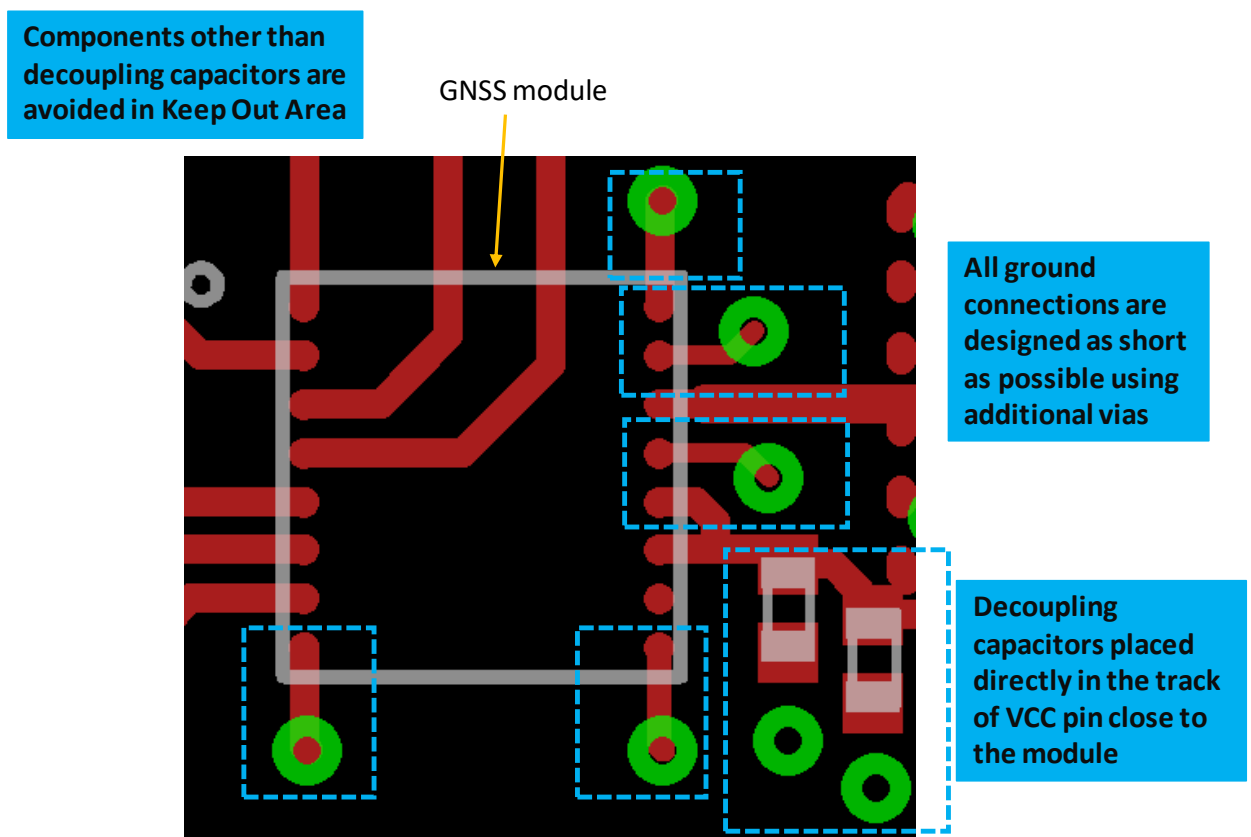 Components other than
decoupling capacitors are
avoided in Keep Out Area
GNSS module
All ground
connections are
designed as short
as possible using
additional vias
Decoupling
capacitors placed
directly in the track
of VCC pin close to
the module